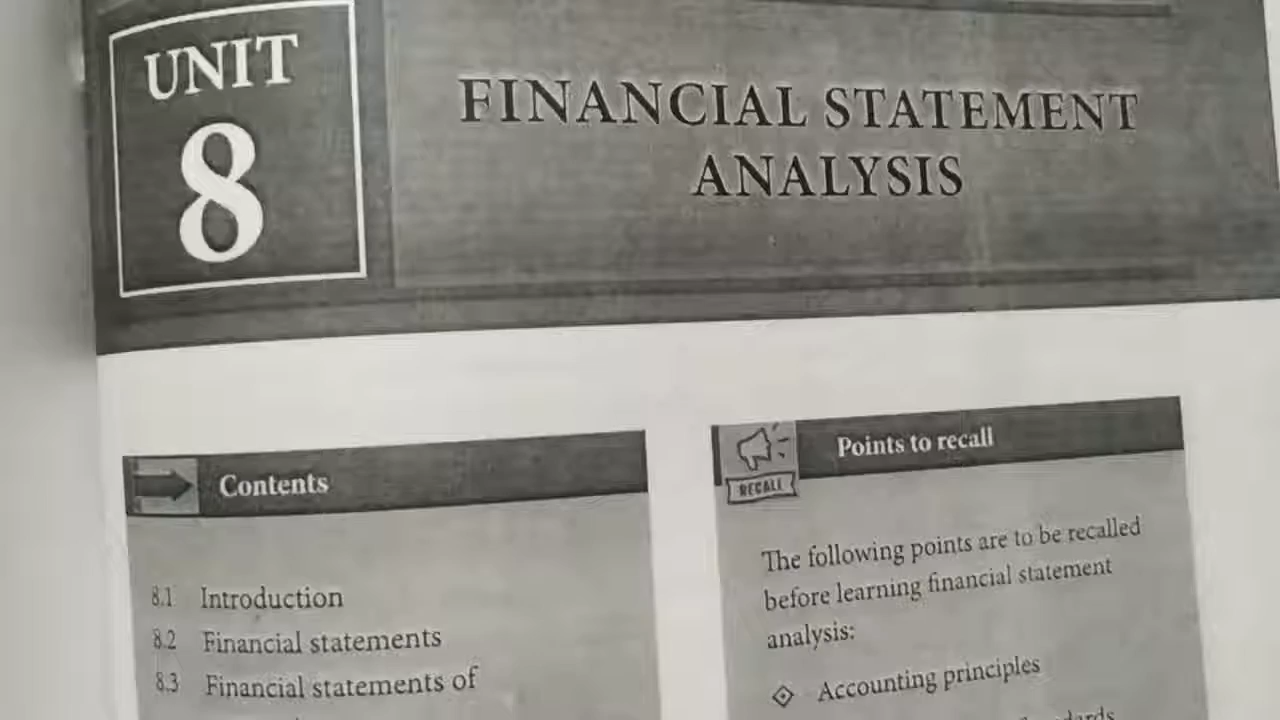 UNIT
8
FINANCIAL STATEMENT
ANALYSIS
Contents
8.1 Introduction
8.2 Financial statements
8.3 Financial statements of
RECALL
Points to recall
The following points are to be recalled
before learning financial statement
analysis:
Accounting principles